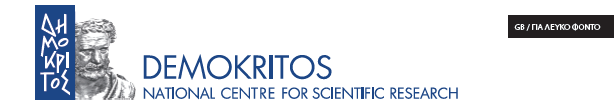 ΔΗ
ΜΟ
ΚΡΙ
ΤΟΣ
DEMOKRITOS
NATIONAL CENTRE FOR SCIENTIFIC RESEARCH
GB / ΓΙΑ ΛΕΥΚΟ ΦΟΝΤΟ